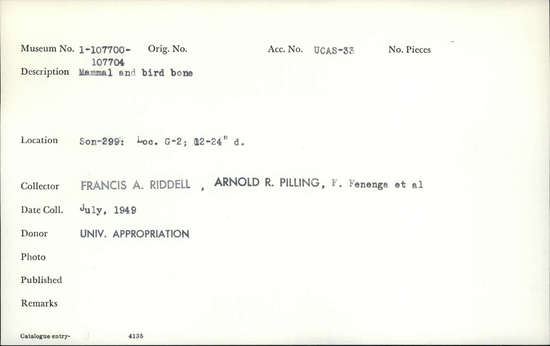 Museum No. 1-107700- Orig. No. Acc. No. UCAS-33 No. Pieces
107704
Description Mammal and bird bone
Location Son-299: Loc. G-2; 12-24" d.
Collector FRANCIS A. RIDDELL , ARNOLD R. PILLING, F. Fenenga et al
Date Coll. July, 1949
Donor UNIV. APPROPRIATION
Photo
Published
Remarks
Catalogue entry- 4135